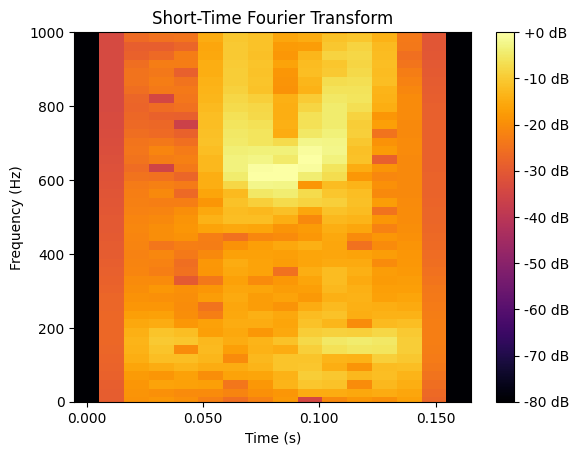 Short-Time Fourier Transform
1000
800
600
400
200
0
Frequency (Hz)
0.000
0.050
0.100
0.150
Time (s)
+0 dB
-10 dB
-20 dB
-30 dB
-40 dB
-50 dB
-60 dB
-70 dB
-80 dB